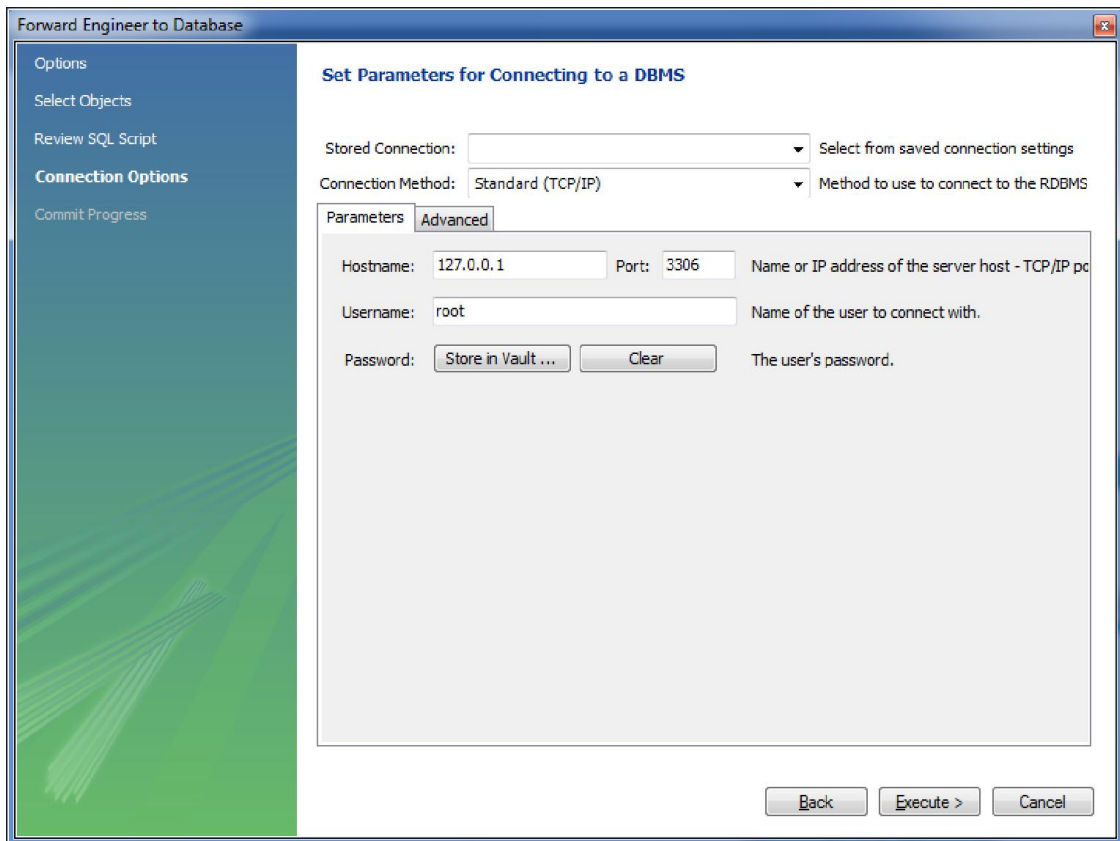 Forward Engineer to Database
Options
Select Objects
Review SQL Script
Connection Options
Commit Progress
Set Parameters for Connecting to a DBMS
Stored Connection: Select from saved connection settings
Connection Method: Standard (TCP/IP) Method to use to connect to the RDBMS
Parameters Advanced
Hostname: 127.0.0.1 Port: 3306 Name or IP address of the server host - TCP/IP po
Username: root Name of the user to connect with.
Password: Store in Vault ... Clear The user's password.
Back Execute > Cancel